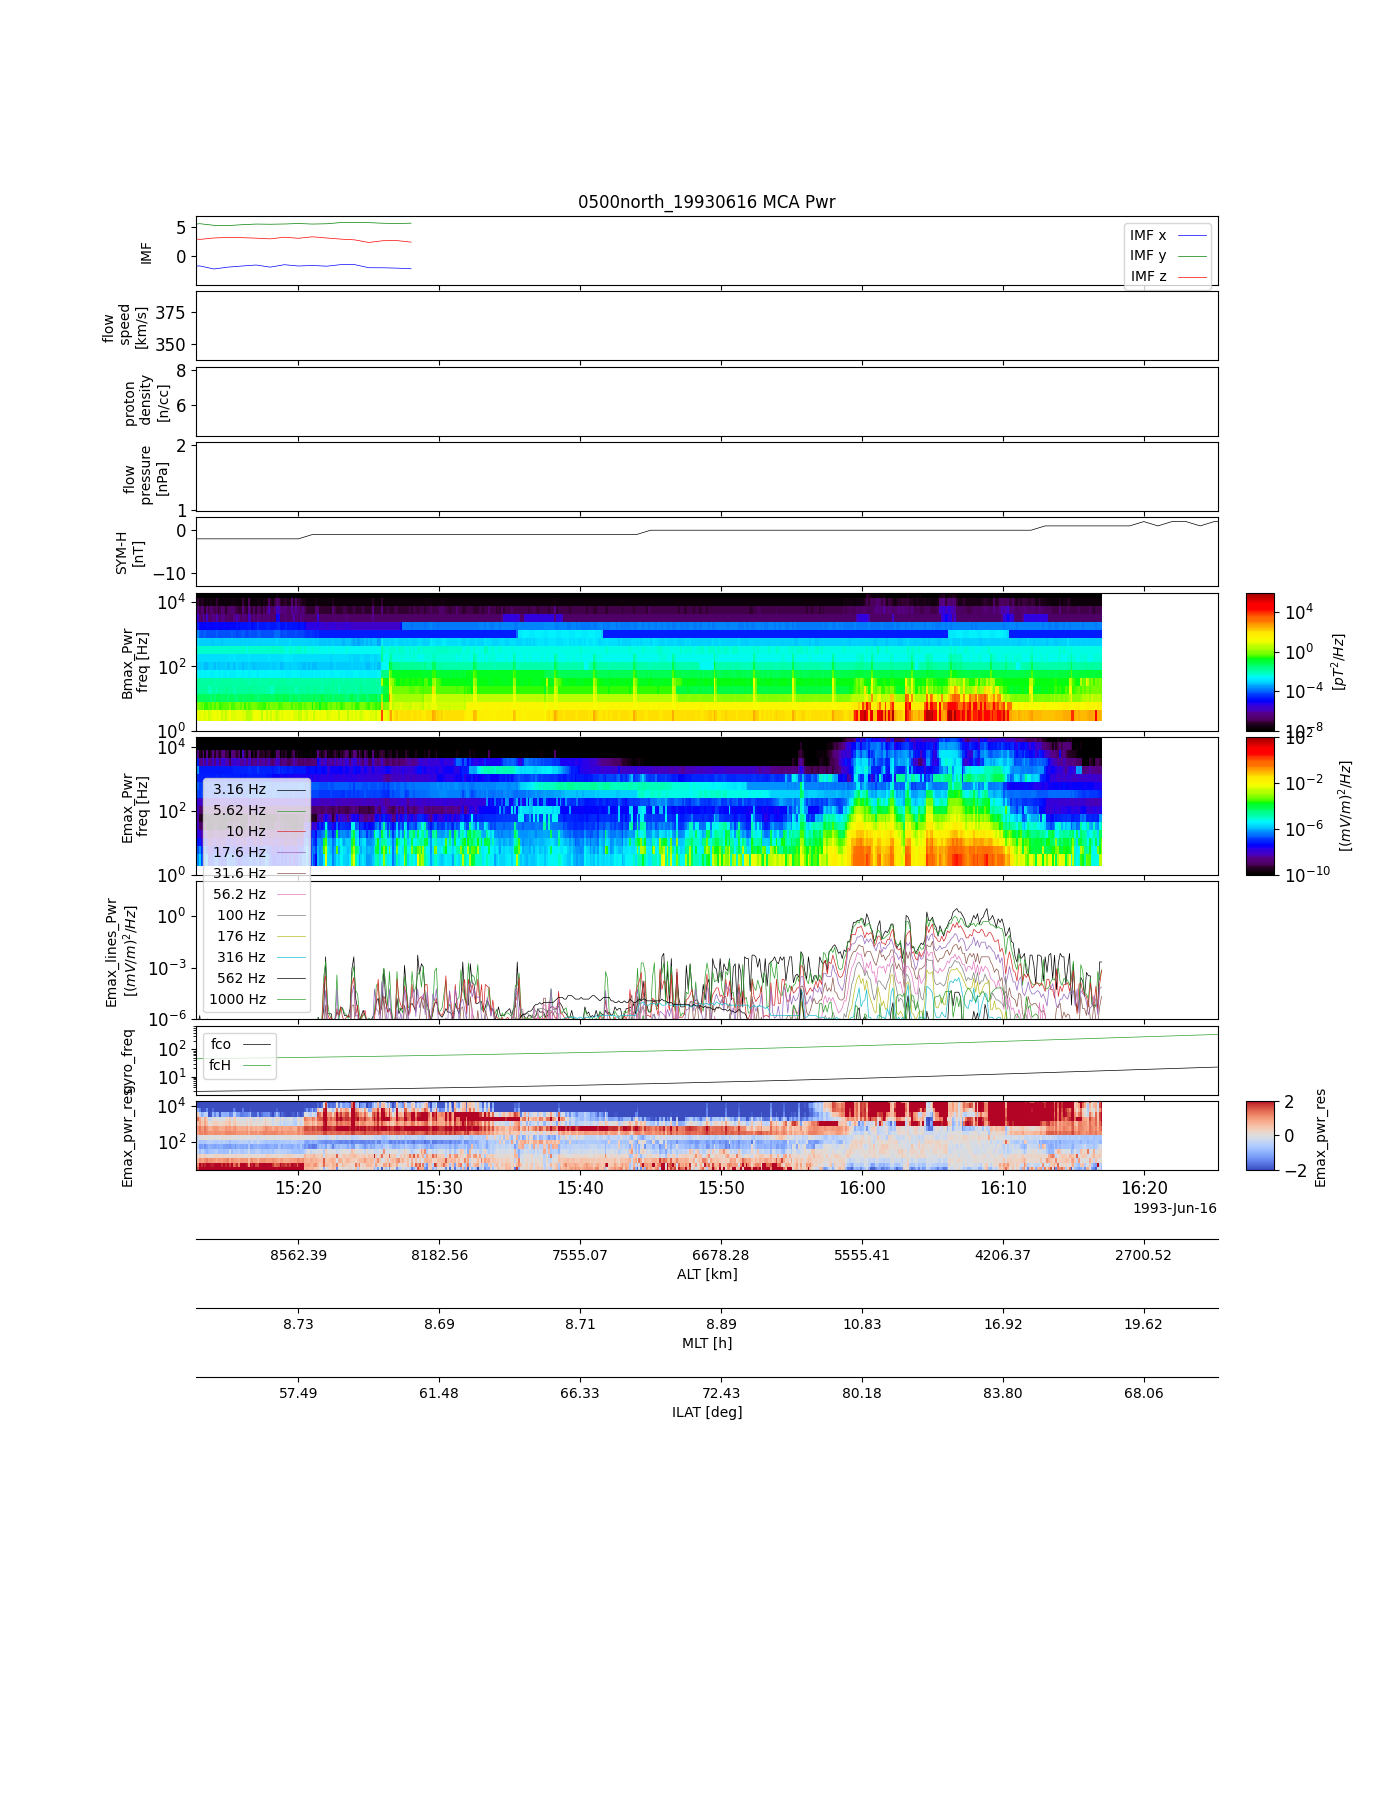 0500north_19930616 MCA Pwr
5
0
IMF
IMF x
IMF y
IMF z
375
350
flow
speed
[km/s]
8
6
proton
density
[n/cc]
2
1
flow
pressure
[nPa]
0
−10
SYM-H
[nT]
10^4
10^2
10^0
Bmax_Pwr
freq [Hz]
10^4
10^0
10^−4
10^−8
[pT^2/Hz]
10^4
10^2
10^0
Emax_Pwr
freq [Hz]
10^2
10^−2
10^−6
10^−10
[(mV/m)^2/Hz]
3.16 Hz
5.62 Hz
10 Hz
17.6 Hz
31.6 Hz
56.2 Hz
100 Hz
176 Hz
316 Hz
562 Hz
1000 Hz
10^0
10^−3
10^−6
Emax_lines_Pwr
[(mV/m)^2/Hz]
fco
fcH
10^2
10^1
gyro_freq
10^4
10^2
Emax_pwr_res
2
0
−2
Emax_pwr_res
15:20 15:30 15:40 15:50 16:00 16:10 16:20
1993-Jun-16
8562.39 8182.56 7555.07 6678.28 5555.41 4206.37 2700.52
ALT [km]
8.73 8.69 8.71 8.89 10.83 16.92 19.62
MLT [h]
57.49 61.48 66.33 72.43 80.18 83.80 68.06
ILAT [deg]